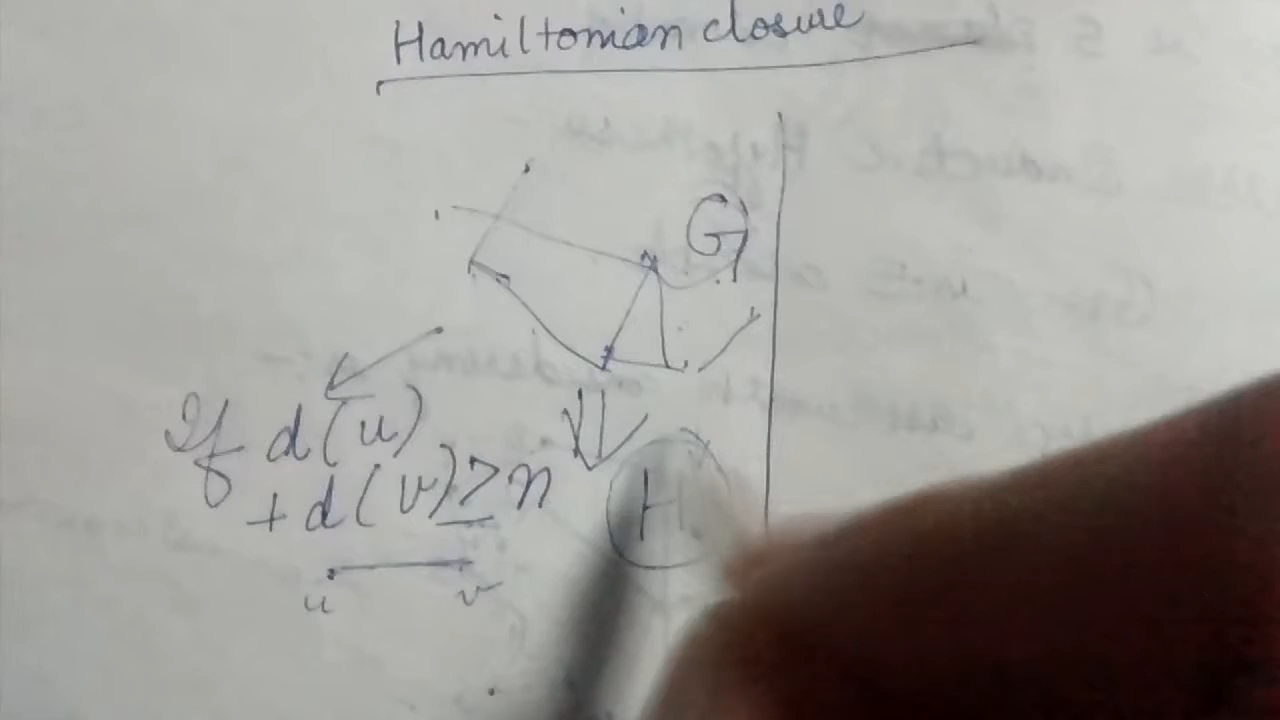 Hamiltonian closure
G
If d(u)
+ d(v) ≥ n
H
u v